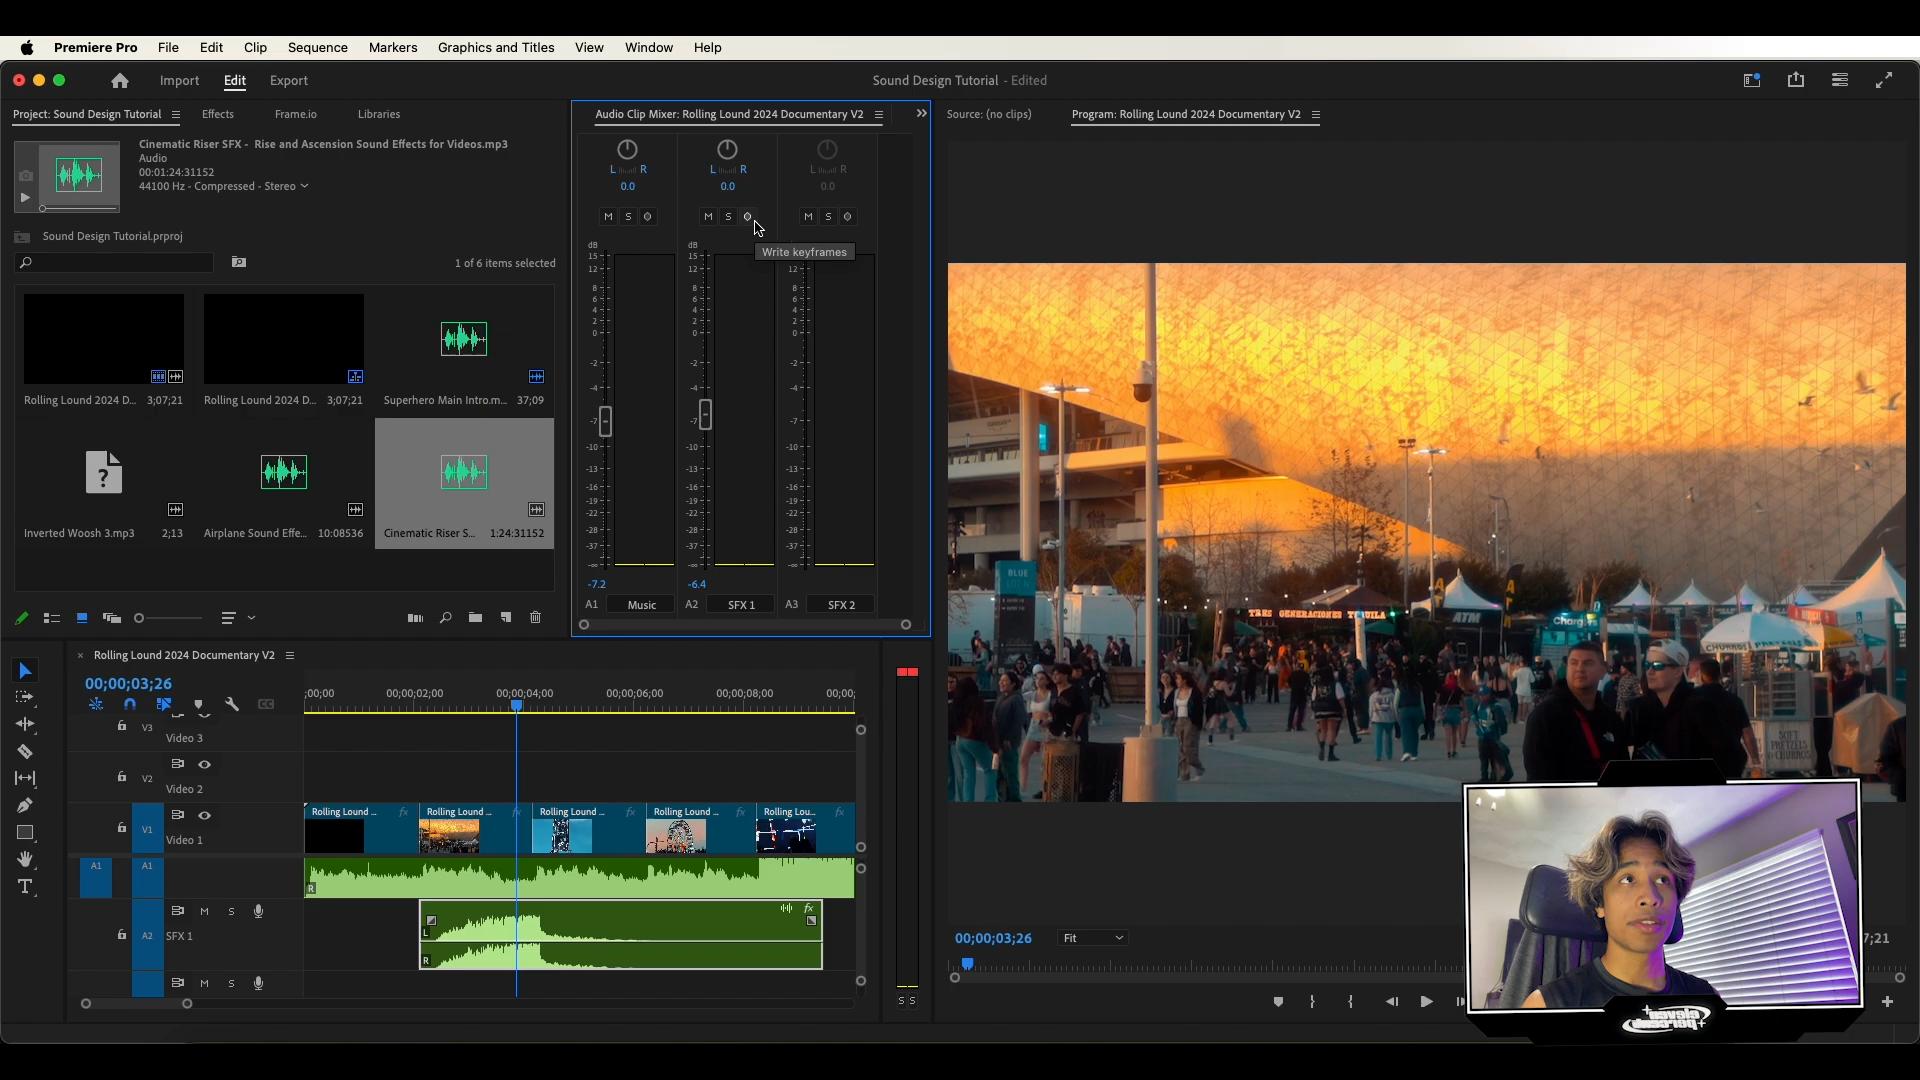 Premiere Pro File Edit Clip Sequence Markers Graphics and Titles View Window Help
Import Edit Export
Sound Design Tutorial - Edited
Project: Sound Design Tutorial Effects Frame.io Libraries
Cinematic Riser SFX - Rise and Ascension Sound Effects for Videos.mp3
Audio
00:01:24:31152
44100 Hz - Compressed - Stereo
Sound Design Tutorial.prproj
1 of 6 items selected
Rolling Lound 2024 D... 3;07;21
Rolling Lound 2024 D... 3;07;21
Superhero Main Intro.m... 37;09
Inverted Woosh 3.mp3 2;13
Airplane Sound Effe... 10:08536
Cinematic Riser S... 1:24:31152
Audio Clip Mixer: Rolling Lound 2024 Documentary V2
L R L R L R
0.0 0.0 0.0
M S M S M S
Write keyframes
dB dB
15 15
12 12 12
8 8 8
6 6 6
4 4 4
2 2 2
0 0 0
-2 -2 -2
-4 -4 -4
-7 -7 -7
-10 -10 -10
-13 -13 -13
-16 -16 -16
-19 -19 -19
-22 -22 -22
-28 -28 -28
-37 -37 -37
-∞ -∞ -∞
-7.2 -6.4
A1 Music A2 SFX 1 A3 SFX 2
Source: (no clips) Program: Rolling Lound 2024 Documentary V2
BLUE
TRES GENERACIONES TEQUILA
ATM
Charg
CHURROS
SOFT
PRETZELS
& CHURROS
00;00;03;26 Fit 7;21
eleven
percent
Rolling Lound 2024 Documentary V2
00;00;03;26
;00;00 00;00;02;00 00;00;04;00 00;00;06;00 00;00;08;00 00;00;
V3 Video 3
V2 Video 2
V1 Video 1
Rolling Lound ... fx Rolling Lound ... fx Rolling Lound ... fx Rolling Lound ... fx Rolling Lou... fx
A1 A1
R
M S
A2 SFX 1
fx
L
R
M S
S S